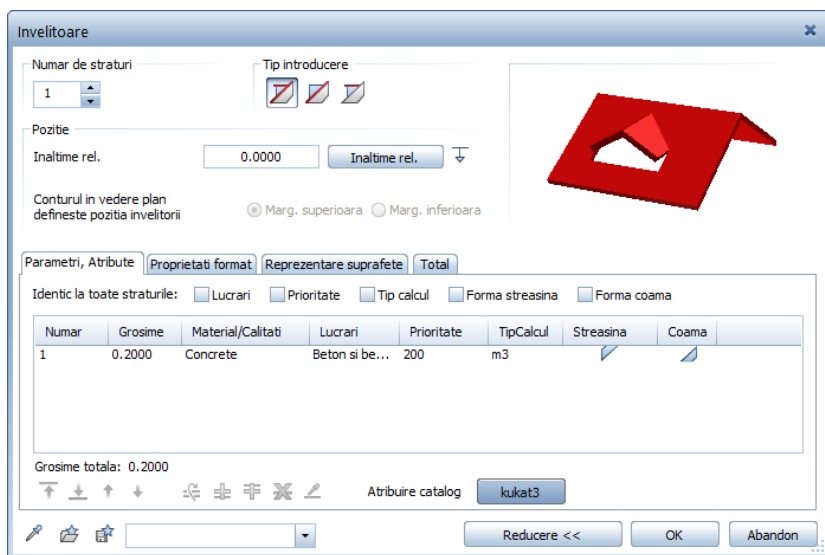 Invelitoare
Numar de straturi
Tip introducere
1
Pozitie
Inaltime rel. 0.0000 Inaltime rel.
Conturul in vedere plan
defineste pozitia invelitorii
Marg. superioara Marg. inferioara
Parametri, Atribute Proprietati format Reprezentare suprafete Total
Identic la toate straturile: Lucrari Prioritate Tip calcul Forma streasina Forma coama
Numar Grosime Material/Calitati Lucrari Prioritate TipCalcul Streasina Coama
1 0.2000 Concrete Beton si be... 200 m3
Grosime totala: 0.2000
Atribuire catalog kukat3
Reducere << OK Abandon